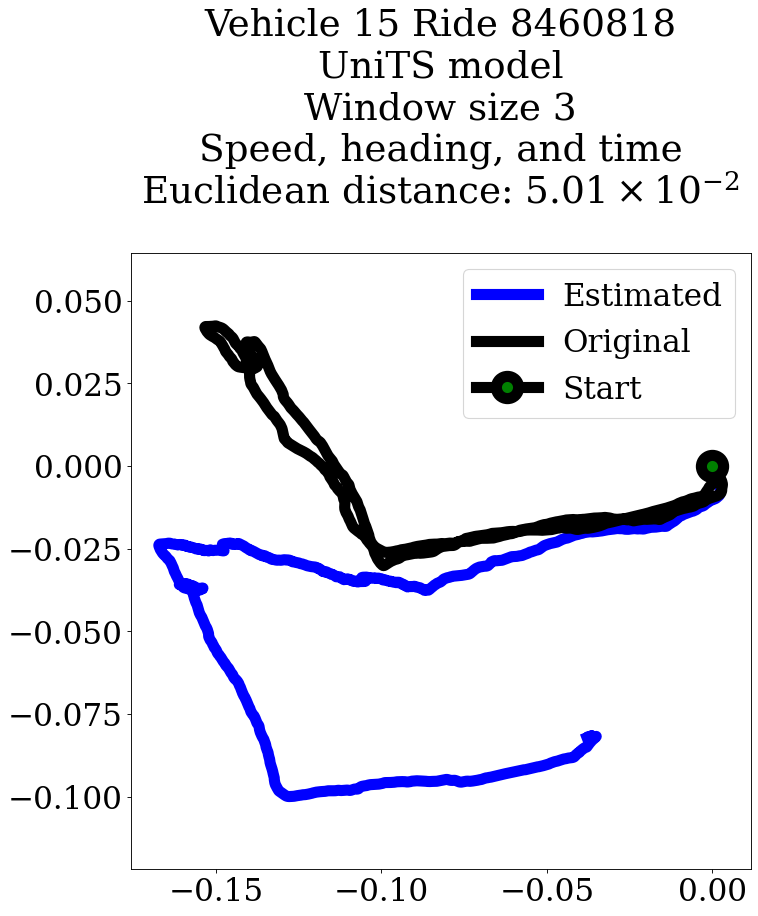 Vehicle 15 Ride 8460818
UniTS model
Window size 3
Speed, heading, and time
Euclidean distance: 5.01 × 10⁻²
Estimated
Original
Start
0.050
0.025
0.000
−0.025
−0.050
−0.075
−0.100
−0.15 −0.10 −0.05 0.00